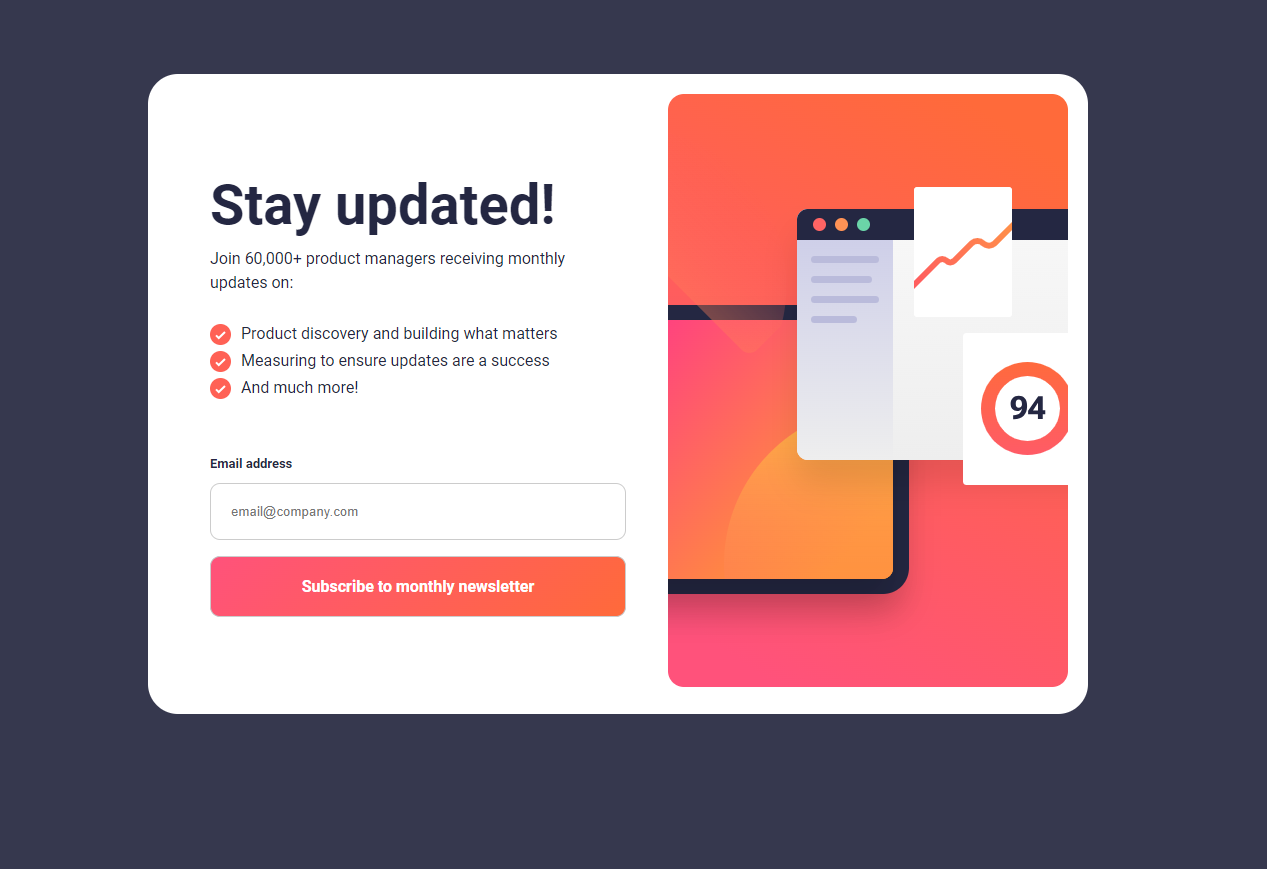 Stay updated!
Join 60,000+ product managers receiving monthly
updates on:
Product discovery and building what matters
Measuring to ensure updates are a success
And much more!
Email address
email@company.com
Subscribe to monthly newsletter
94